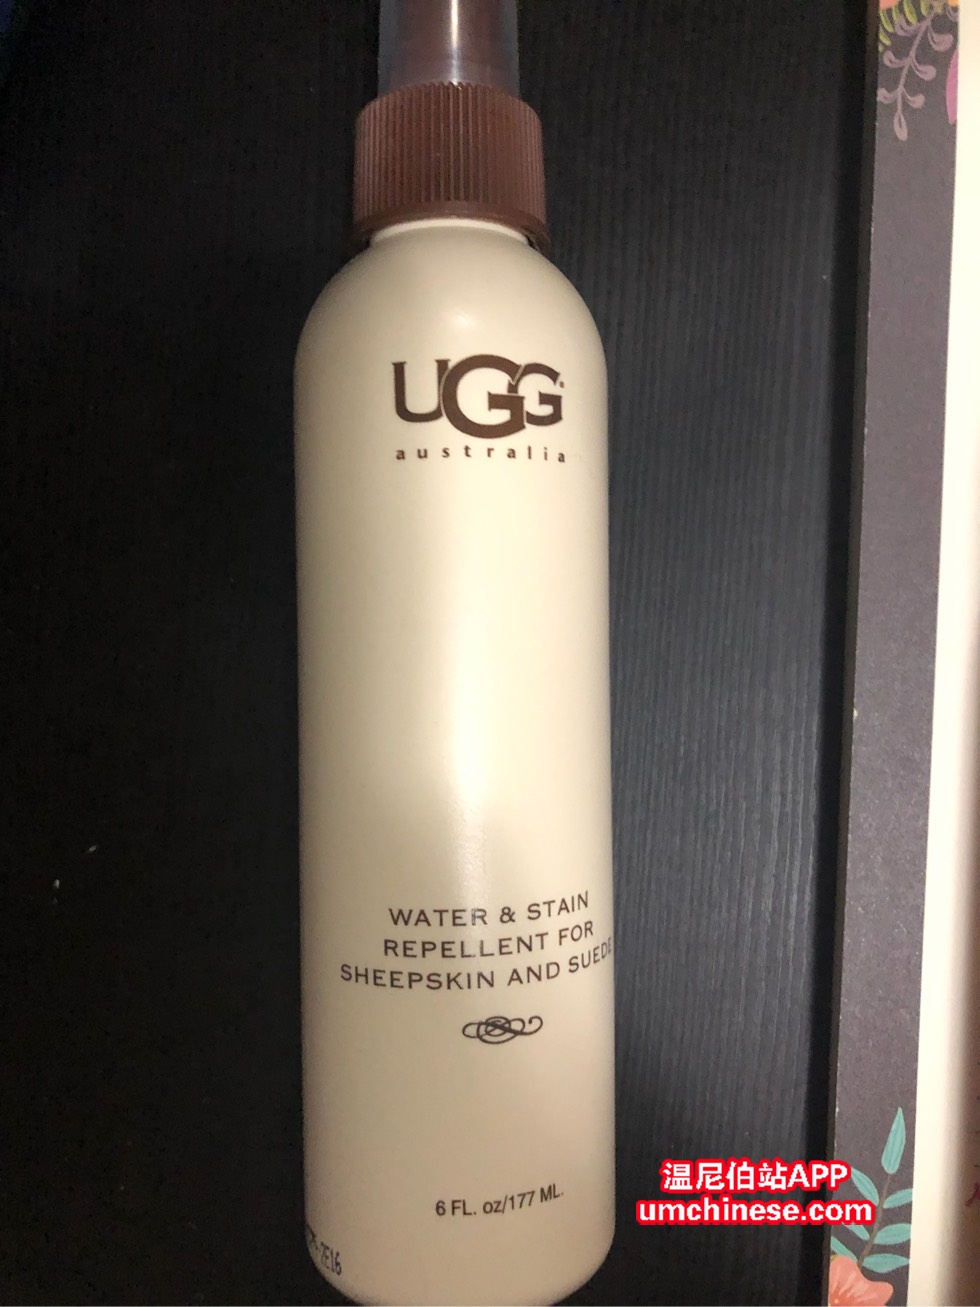 UGG
australia
WATER & STAIN
REPELLENT FOR
SHEEPSKIN AND SUEDE
6 FL. oz/177 ML.
温尼伯站APP
umchinese.com